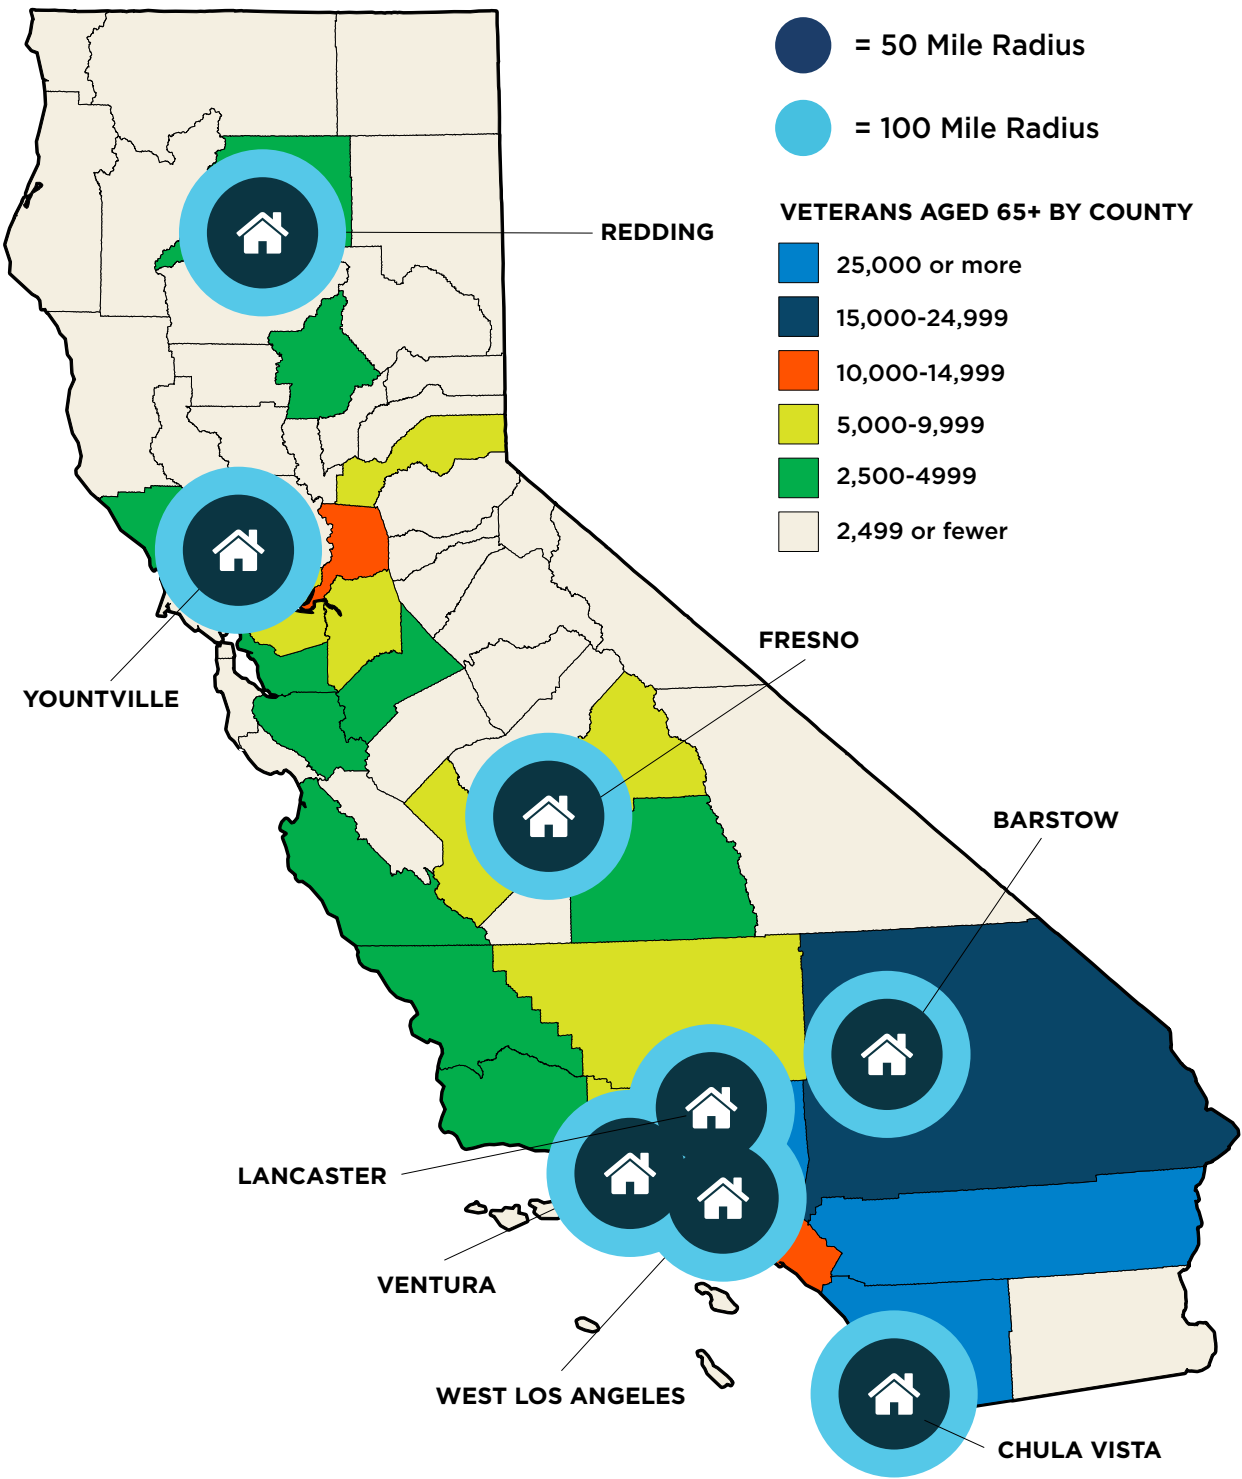 = 50 Mile Radius
= 100 Mile Radius
VETERANS AGED 65+ BY COUNTY
REDDING
25,000 or more
15,000-24,999
10,000-14,999
5,000-9,999
2,500-4999
2,499 or fewer
FRESNO
YOUNTVILLE
BARSTOW
LANCASTER
VENTURA
WEST LOS ANGELES
CHULA VISTA